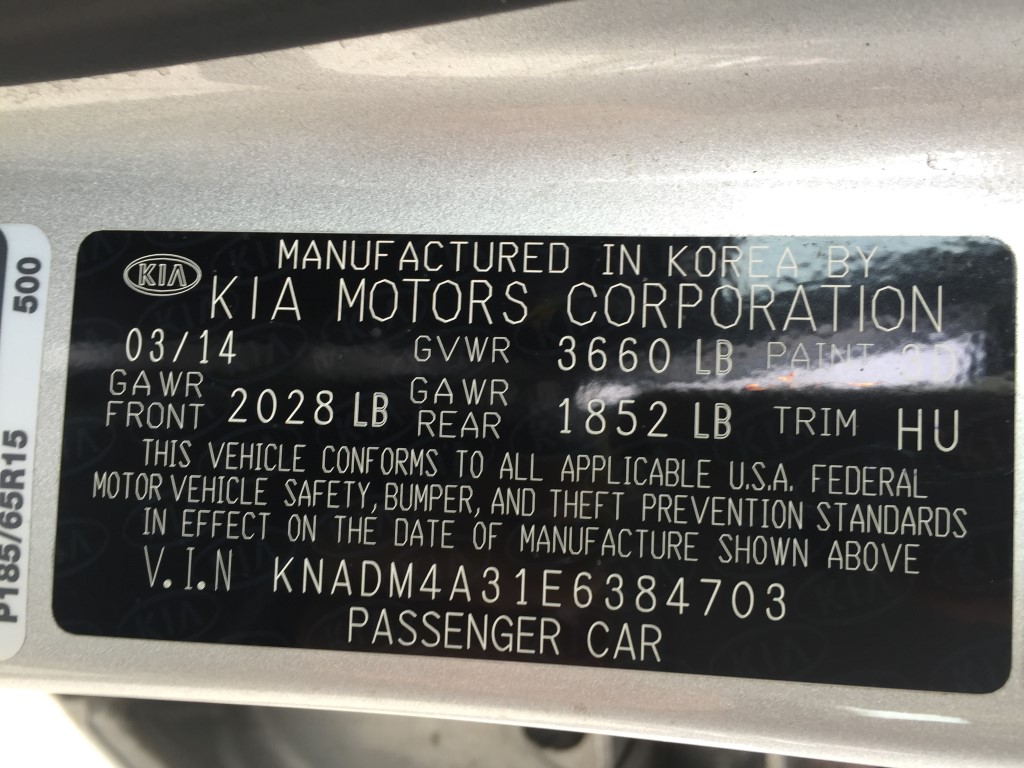 MANUFACTURED IN KOREA BY
KIA
KIA MOTORS CORPORATION
03/14 GVWR 3660 LB PAINT 3D
GAWR FRONT 2028 LB GAWR REAR 1852 LB TRIM HU
THIS VEHICLE CONFORMS TO ALL APPLICABLE U.S.A. FEDERAL
MOTOR VEHICLE SAFETY, BUMPER, AND THEFT PREVENTION STANDARDS
IN EFFECT ON THE DATE OF MANUFACTURE SHOWN ABOVE
V.I.N KNADM4A31E6384703
PASSENGER CAR
P185/65R15 500